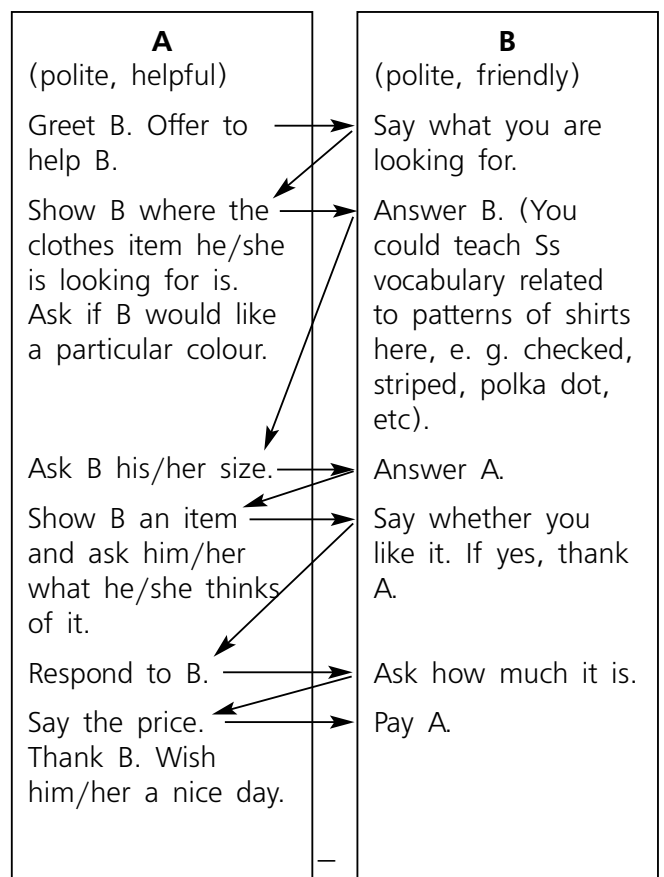 A
(polite, helpful)
Greet B. Offer to
help B.
Show B where the
clothes item he/she
is looking for is.
Ask if B would like
a particular colour.
Ask B his/her size.
Show B an item
and ask him/her
what he/she thinks
of it.
Respond to B.
Say the price.
Thank B. Wish
him/her a nice day.
B
(polite, friendly)
Say what you are
looking for.
Answer B. (You
could teach Ss
vocabulary related
to patterns of shirts
here, e. g. checked,
striped, polka dot,
etc).
Answer A.
Say whether you
like it. If yes, thank
A.
Ask how much it is.
Pay A.